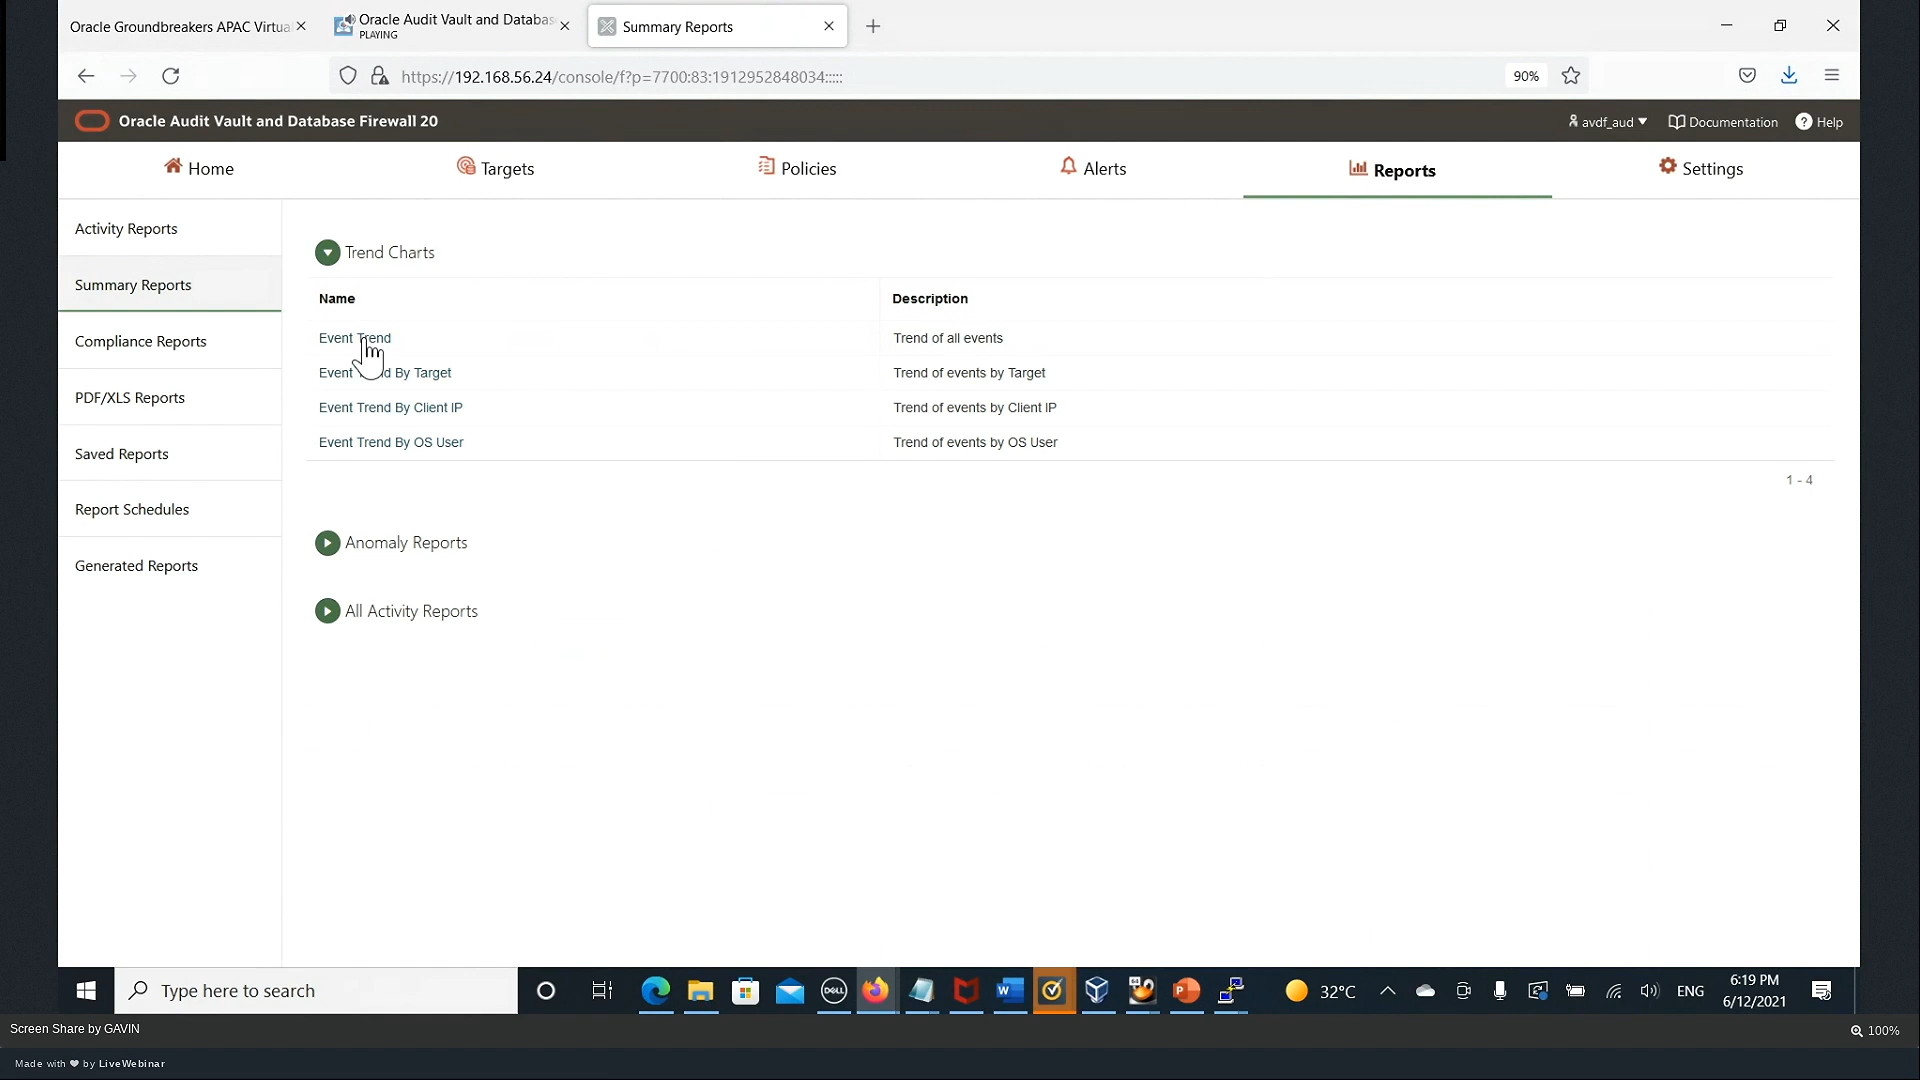 Oracle Groundbreakers APAC Virtua
Oracle Audit Vault and Databas
PLAYING
Summary Reports
https://192.168.56.24/console/f?p=7700:83:1912952848034:::::
90%
Oracle Audit Vault and Database Firewall 20
avdf_aud
Documentation
Help
Home
Targets
Policies
Alerts
Reports
Settings
Activity Reports
Summary Reports
Compliance Reports
PDF/XLS Reports
Saved Reports
Report Schedules
Generated Reports
Trend Charts
Name Description
Event Trend Trend of all events
Event Trend By Target Trend of events by Target
Event Trend By Client IP Trend of events by Client IP
Event Trend By OS User Trend of events by OS User
1 - 4
Anomaly Reports
All Activity Reports
Type here to search
DELL
32°C
ENG
6:19 PM
6/12/2021
Screen Share by GAVIN
100%
Made with ❤ by LiveWebinar